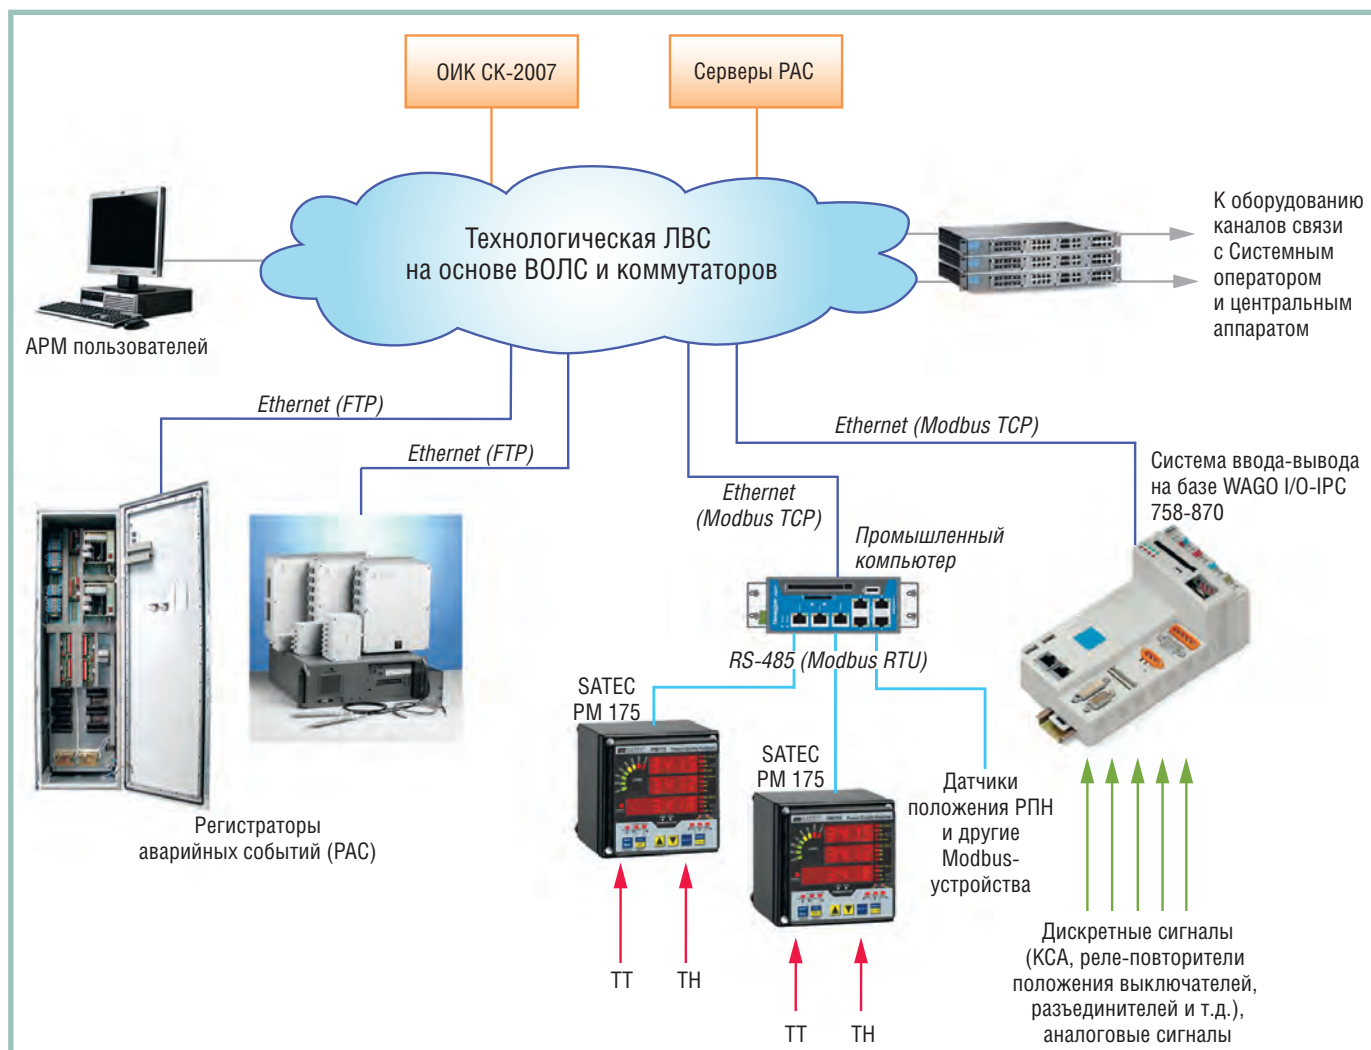 ОИК СК-2007
Серверы РАС
Технологическая ЛВС
на основе ВОЛС и коммутаторов
К оборудованию
каналов связи
с Системным
оператором
и центральным
аппаратом
АРМ пользователей
Ethernet (FTP)
Ethernet (FTP)
Ethernet
(Modbus TCP)
Ethernet (Modbus TCP)
Система ввода-вывода
на базе WAGO I/O-IPC
758-870
Промышленный
компьютер
RS-485 (Modbus RTU)
SATEC
PM 175
SATEC
PM 175
Датчики
положения РПН
и другие
Modbus-
устройства
Регистраторы
аварийных событий (РАС)
ТТ
ТН
ТТ
ТН
Дискретные сигналы
(КСА, реле-повторители
положения выключателей,
разъединителей и т.д.),
аналоговые сигналы